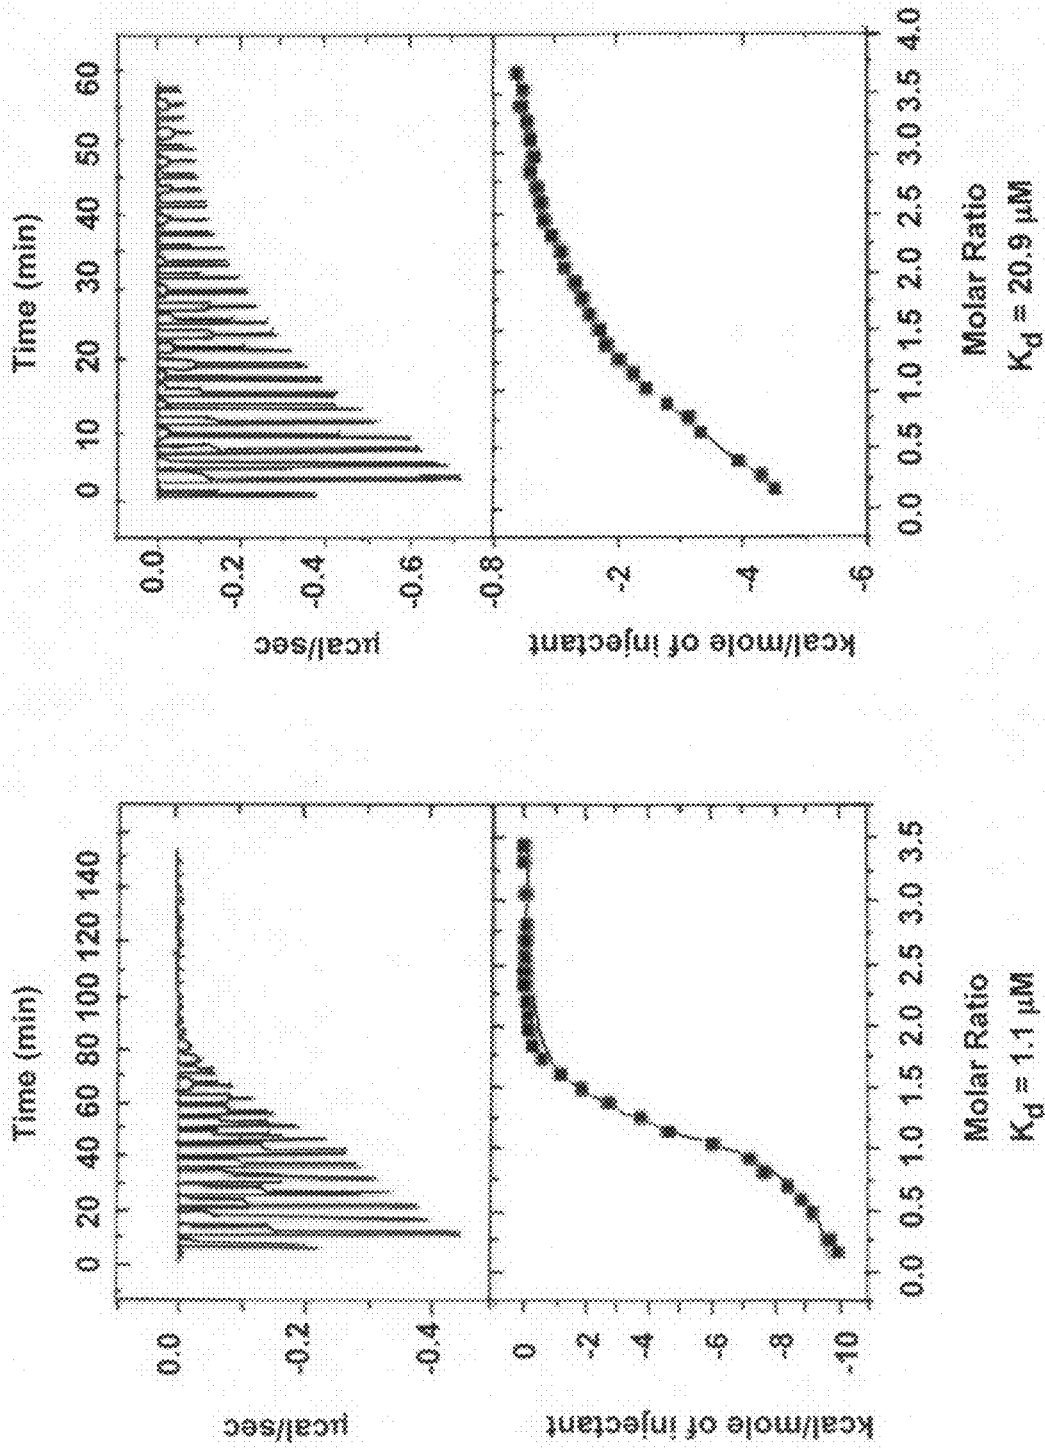 Time (min)
0 20 40 60 80 100 120 140
0.0
-0.2
-0.4
µcal/sec
0
-2
-4
-6
-8
-10
kcal/mole of injectant
0.0 0.5 1.0 1.5 2.0 2.5 3.0 3.5
Molar Ratio
Kd = 1.1 µM
Time (min)
0 10 20 30 40 50 60
0.0
-0.2
-0.4
-0.6
-0.8
µcal/sec
-2
-4
-6
kcal/mole of injectant
0.0 0.5 1.0 1.5 2.0 2.5 3.0 3.5 4.0
Molar Ratio
Kd = 20.9 µM